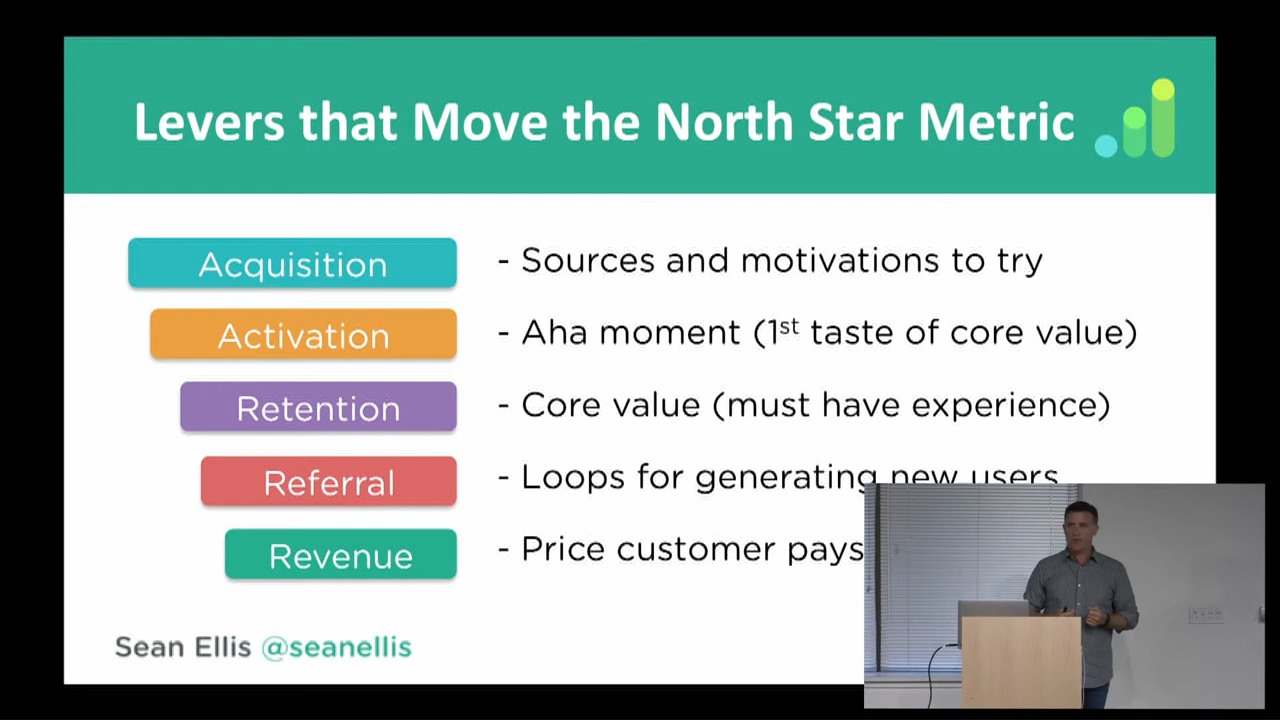 Levers that Move the North Star Metric
Acquisition - Sources and motivations to try
Activation - Aha moment (1st taste of core value)
Retention - Core value (must have experience)
Referral - Loops for generating new users
Revenue - Price customer pays
Sean Ellis @seanellis